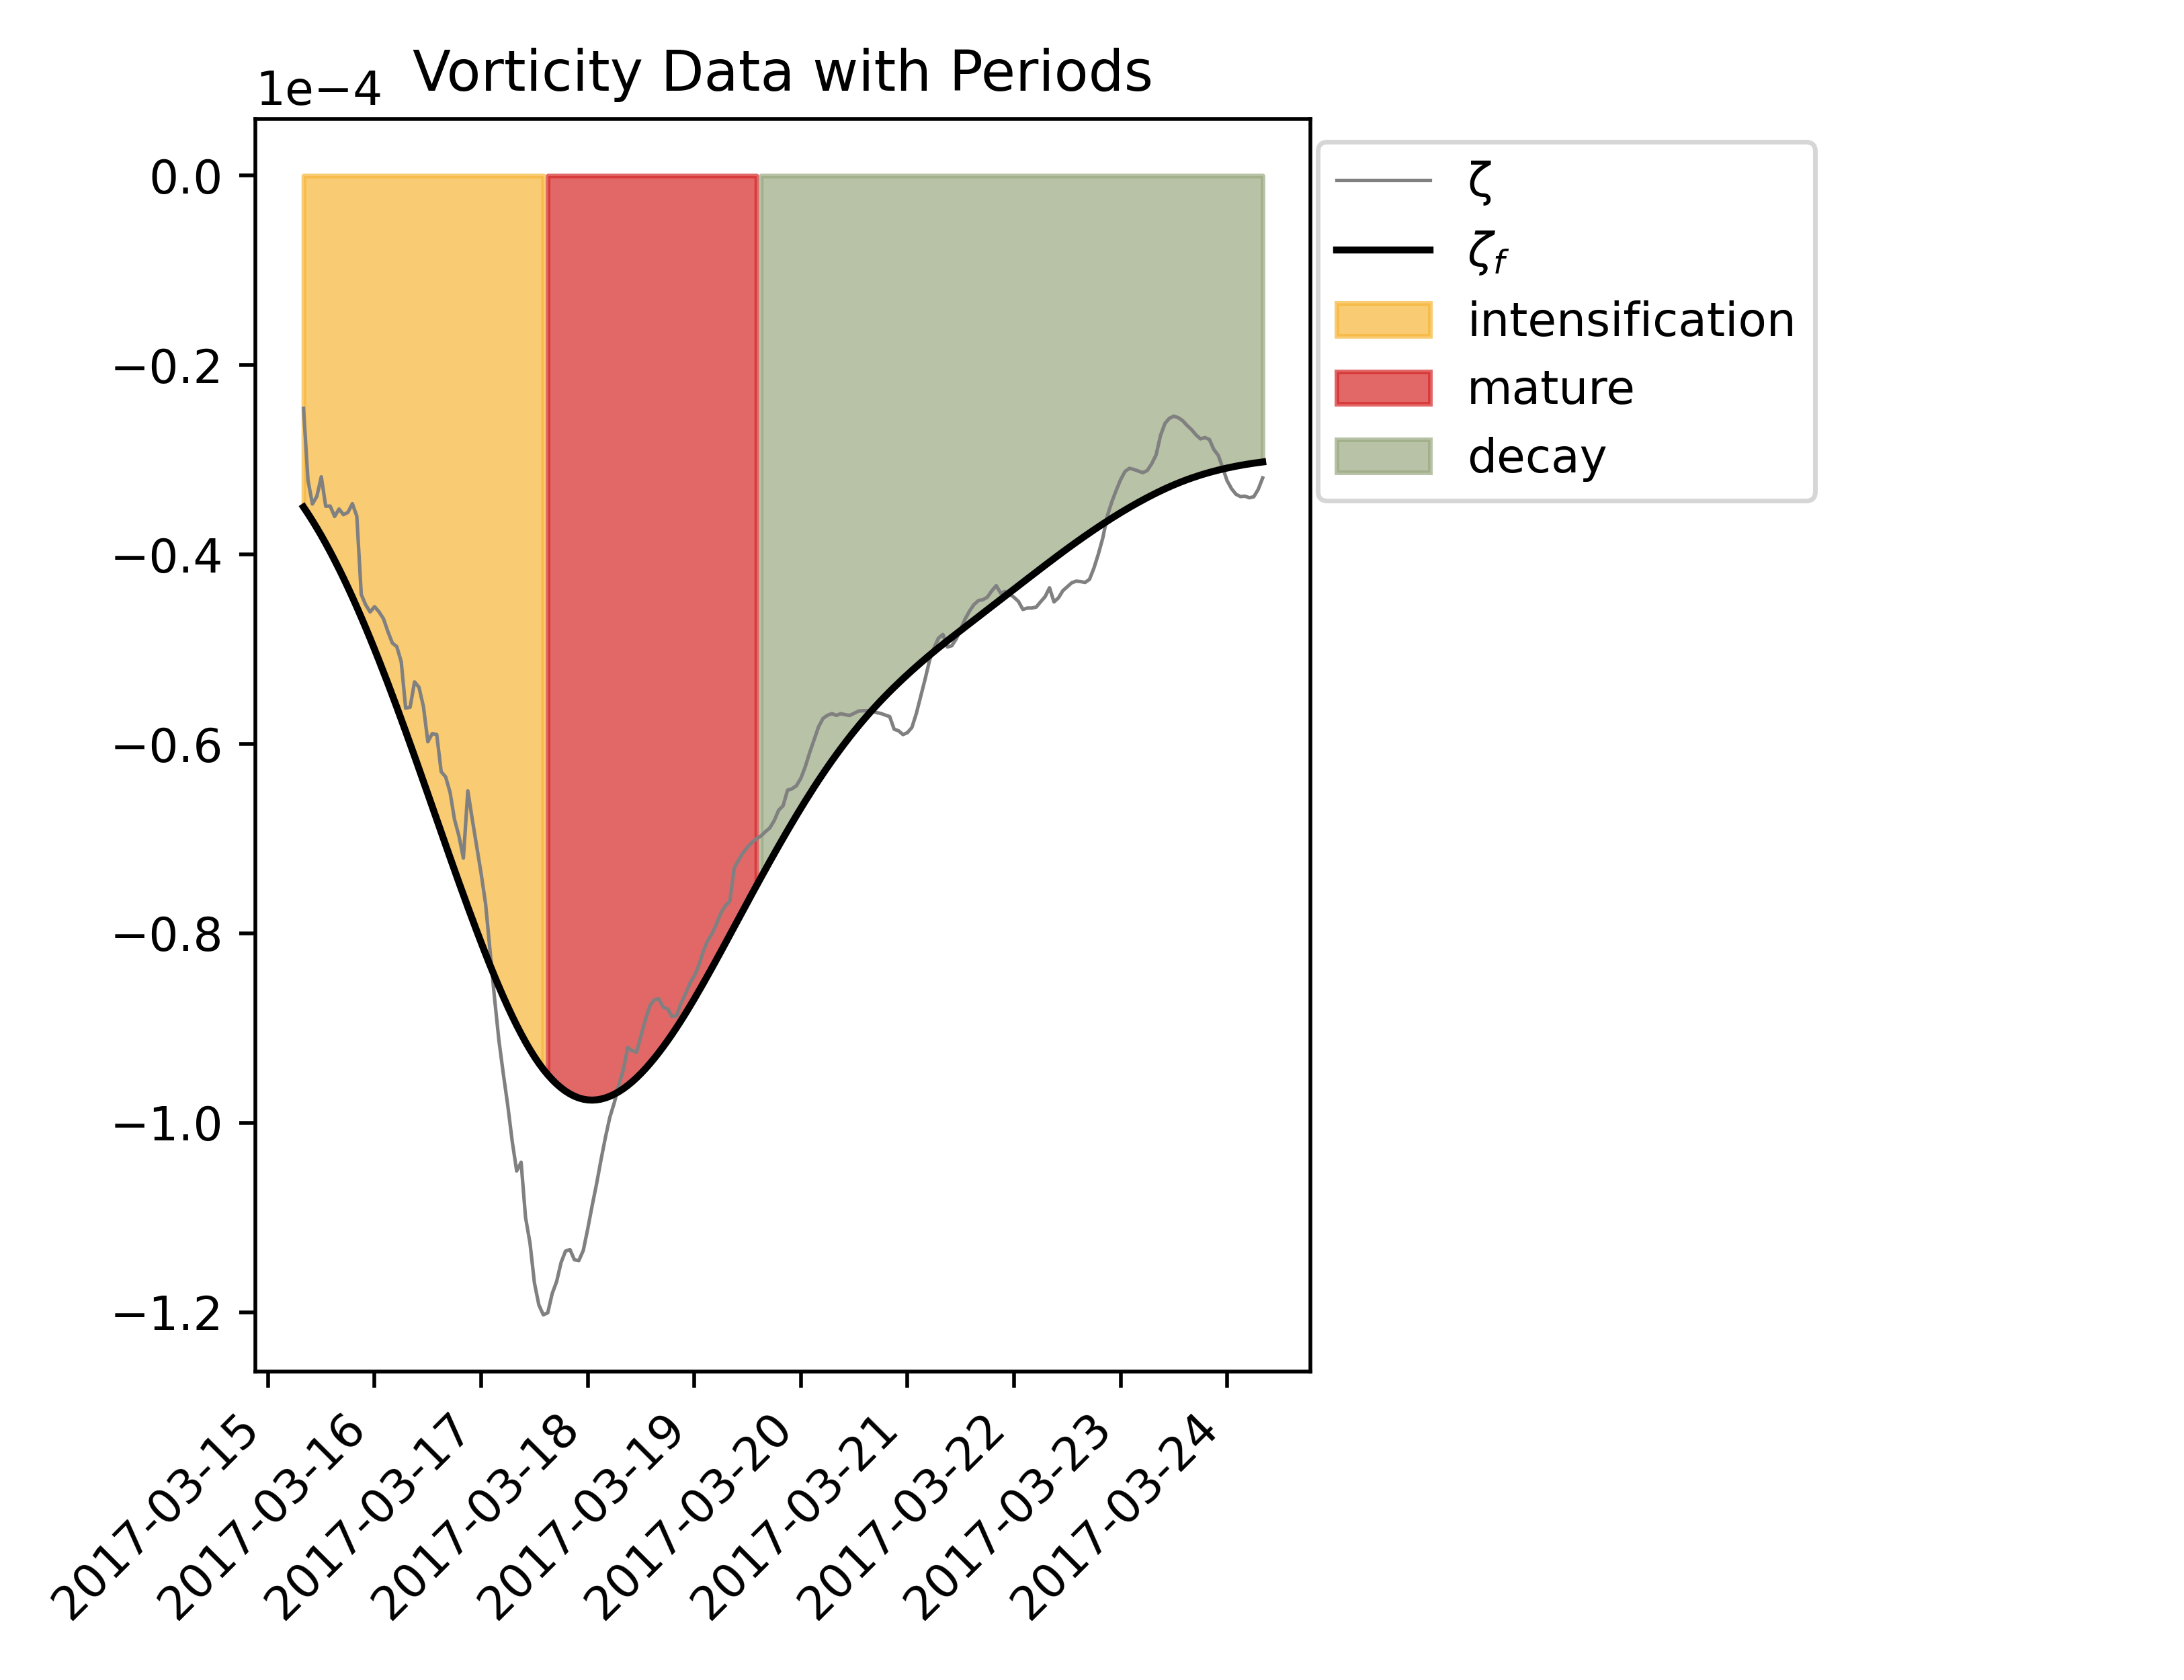 Vorticity Data with Periods
1e−4
0.0
−0.2
−0.4
−0.6
−0.8
−1.0
−1.2
2017-03-15
2017-03-16
2017-03-17
2017-03-18
2017-03-19
2017-03-20
2017-03-21
2017-03-22
2017-03-23
2017-03-24
ζ
ζf
intensification
mature
decay